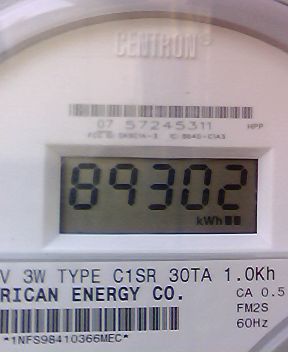 CENTRON®
07 57245311 HPP
89302
kWh
V 3W TYPE C1SR 30TA 1.0Kh
RICAN ENERGY CO. CA 0.5
FM2S
60Hz
*1NFS98410366MEC*